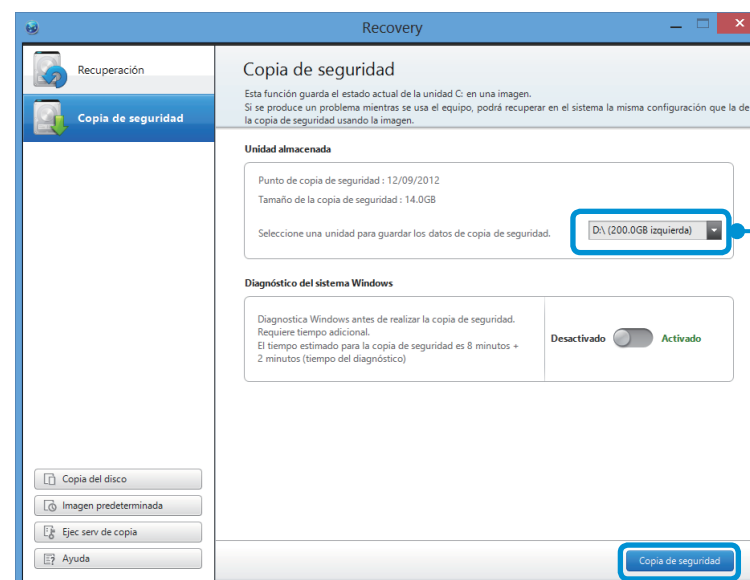 Recovery
Recuperación
Copia de seguridad
Copia de seguridad
Esta función guarda el estado actual de la unidad C: en una imagen.
Si se produce un problema mientras se usa el equipo, podrá recuperar en el sistema la misma configuración que la de
la copia de seguridad usando la imagen.
Unidad almacenada
Punto de copia de seguridad : 12/09/2012
Tamaño de la copia de seguridad : 14.0GB
Seleccione una unidad para guardar los datos de copia de seguridad.
D:\ (200.0GB izquierda)
Diagnóstico del sistema Windows
Diagnostica Windows antes de realizar la copia de seguridad.
Requiere tiempo adicional.
El tiempo estimado para la copia de seguridad es 8 minutos +
2 minutos (tiempo del diagnóstico)
Desactivado
Activado
Copia del disco
Imagen predeterminada
Ejec serv de copia
Ayuda
Copia de seguridad